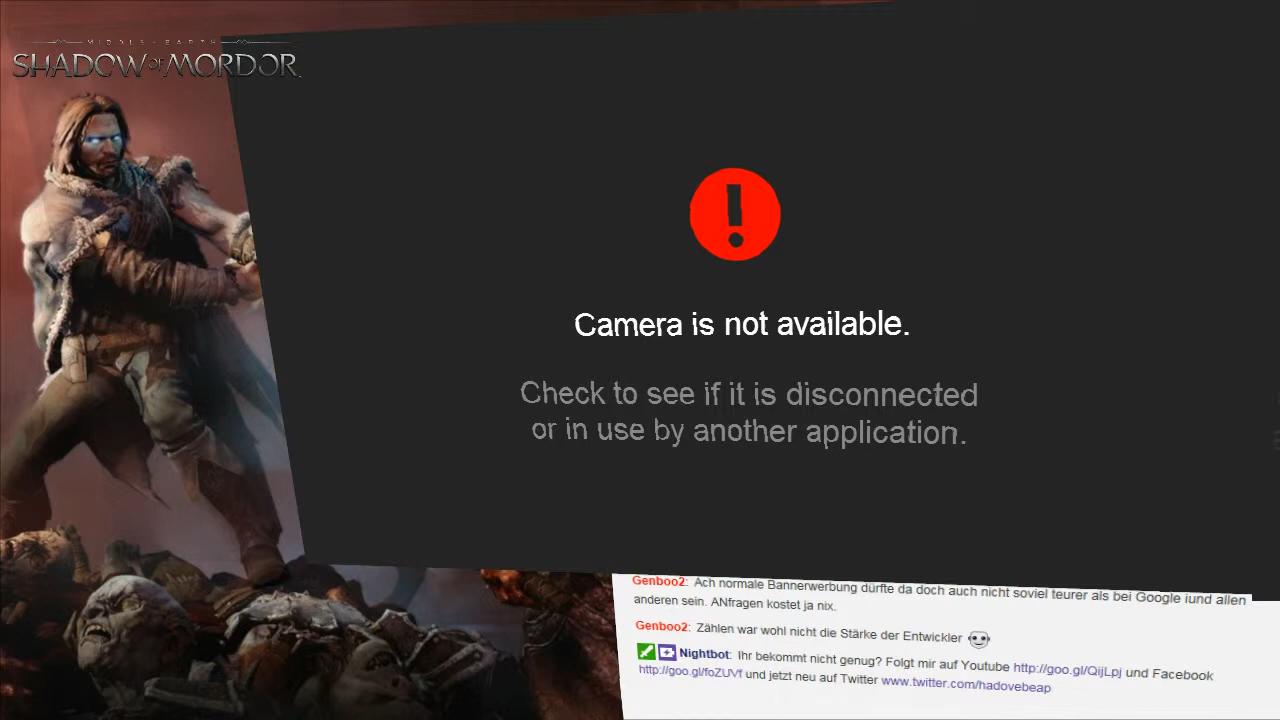 MIDDLE-EARTH
SHADOW OF MORDOR
Camera is not available.
Check to see if it is disconnected
or in use by another application.
Genboo2: Ach normale Bannerwerbung dürfte da doch auch nicht soviel teurer als bei Google iund allen
anderen sein. ANfragen kostet ja nix.
Genboo2: Zählen war wohl nicht die Stärke der Entwickler
Nightbot: Ihr bekommt nicht genug? Folgt mir auf Youtube http://goo.gl/QijLpj und Facebook
http://goo.gl/foZUVf und jetzt neu auf Twitter www.twitter.com/hadovebeap